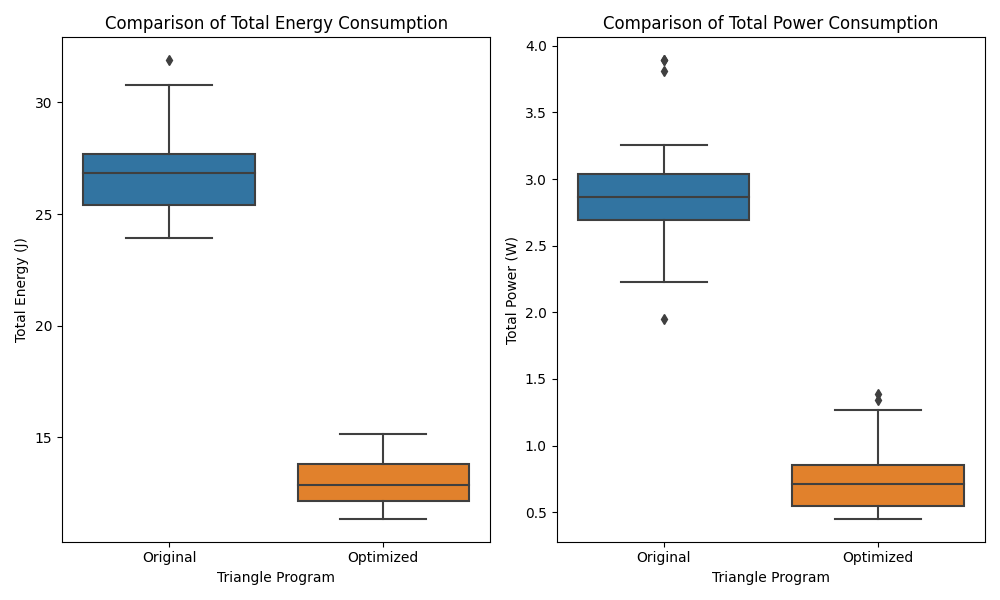 Comparison of Total Energy Consumption
Total Energy (J)
30
25
20
15
Original
Optimized
Triangle Program
Comparison of Total Power Consumption
Total Power (W)
4.0
3.5
3.0
2.5
2.0
1.5
1.0
0.5
Original
Optimized
Triangle Program